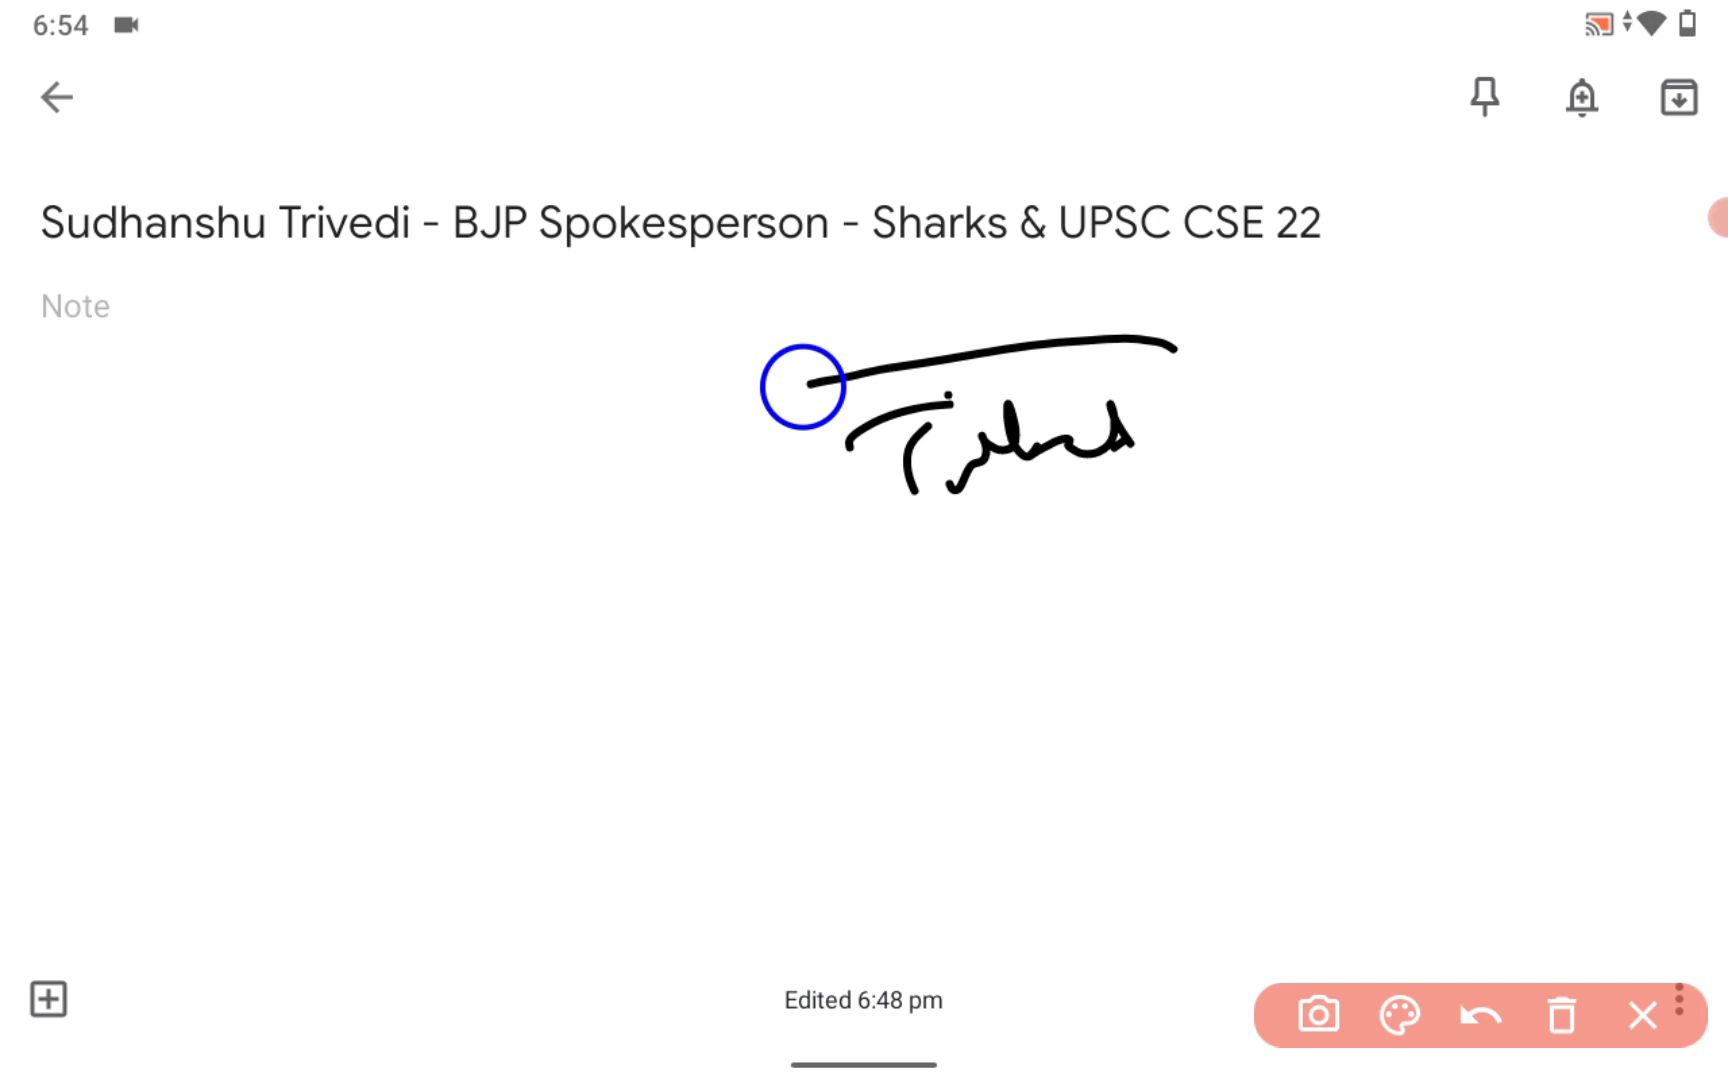 6:54
Sudhanshu Trivedi - BJP Spokesperson - Sharks & UPSC CSE 22
Note
Edited 6:48 pm